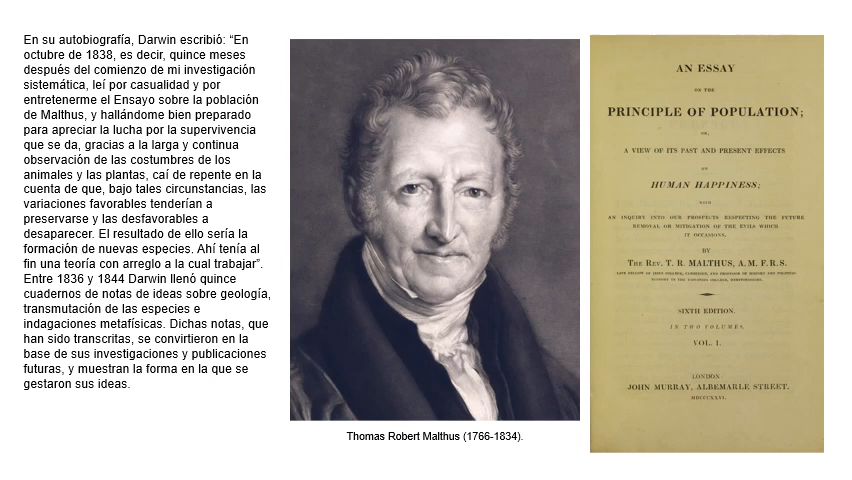 En su autobiografía, Darwin escribió: “En
octubre de 1838, es decir, quince meses
después del comienzo de mi investigación
sistemática, leí por casualidad y por
entretenerme el Ensayo sobre la población
de Malthus, y hallándome bien preparado
para apreciar la lucha por la supervivencia
que se da, gracias a la larga y continua
observación de las costumbres de los
animales y las plantas, caí de repente en la
cuenta de que, bajo tales circunstancias, las
variaciones favorables tenderían a
preservarse y las desfavorables a
desaparecer. El resultado de ello sería la
formación de nuevas especies. Ahí tenía al
fin una teoría con arreglo a la cual trabajar”.
Entre 1836 y 1844 Darwin llenó quince
cuadernos de notas de ideas sobre geología,
transmutación de las especies e
indagaciones metafísicas. Dichas notas, que
han sido transcritas, se convirtieron en la
base de sus investigaciones y publicaciones
futuras, y muestran la forma en la que se
gestaron sus ideas.
Thomas Robert Malthus (1766-1834).
AN ESSAY
ON THE
PRINCIPLE OF POPULATION;
OR,
A VIEW OF ITS PAST AND PRESENT EFFECTS
ON
HUMAN HAPPINESS;
WITH
AN INQUIRY INTO OUR PROSPECTS RESPECTING THE FUTURE
REMOVAL OR MITIGATION OF THE EVILS WHICH
IT OCCASIONS.
BY
THE REV. T. R. MALTHUS, A.M. F.R.S.
LATE FELLOW OF JESUS COLLEGE, CAMBRIDGE, AND PROFESSOR OF HISTORY AND POLITICAL
ECONOMY IN THE EAST-INDIA COLLEGE, HERTFORDSHIRE.
SIXTH EDITION.
IN TWO VOLUMES.
VOL. I.
LONDON:
JOHN MURRAY, ALBEMARLE STREET.
MDCCCXXVI.